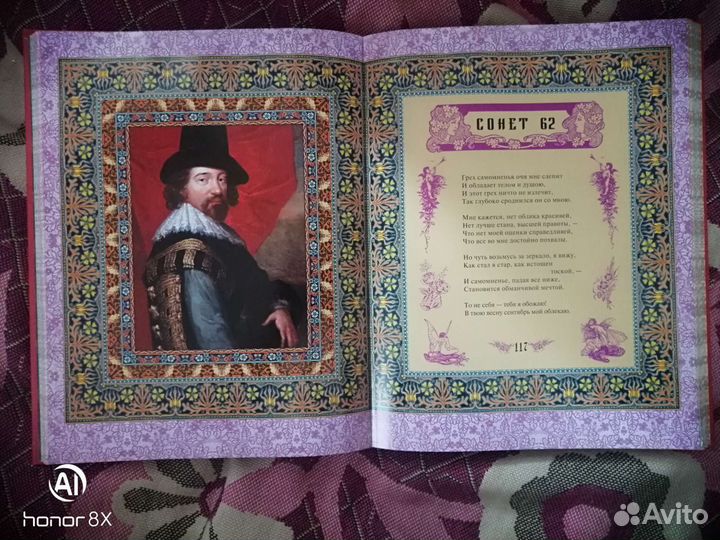 СОНЕТ 62
Грех самомненья очи мне слепит
И обладает телом и душою,
И этот грех ничто не излечит,
Так глубоко сроднился он со мною.
Мне кажется, нет облика красивей,
Нет лучше стана, высшей правоты, —
Что нет моей оценки справедливей,
Что все во мне достойно похвалы.
Но чуть возьмусь за зеркало, я вижу,
Как стал я стар, как истощен
тоской, —
И самомненье, падая все ниже,
Становится обманчивой мечтой.
То не себя — тебя я обожаю!
В твою весну сентябрь мой облекаю.
117
AI
honor 8X
Avito